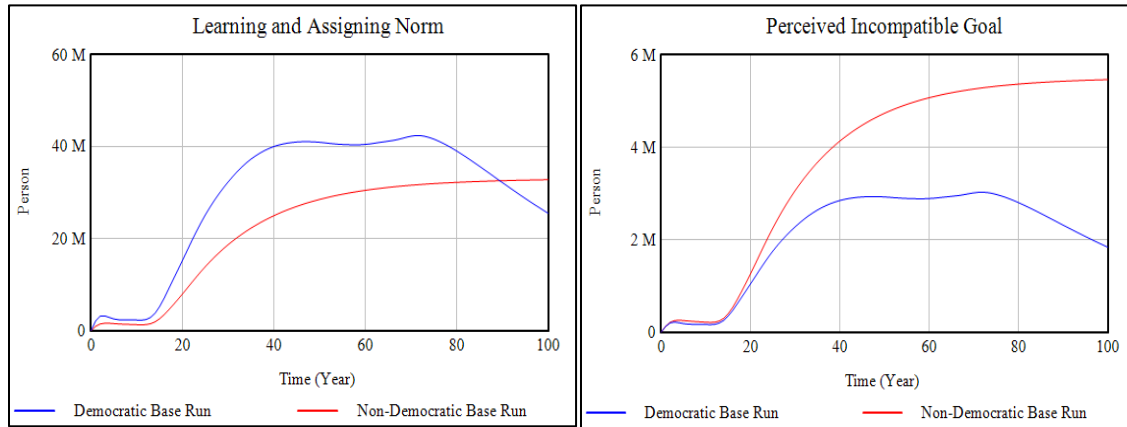 Learning and Assigning Norm
60 M
40 M
20 M
0
Person
0 20 40 60 80 100
Time (Year)
Democratic Base Run Non-Democratic Base Run
Perceived Incompatible Goal
6 M
4 M
2 M
0
Person
0 20 40 60 80 100
Time (Year)
Democratic Base Run Non-Democratic Base Run